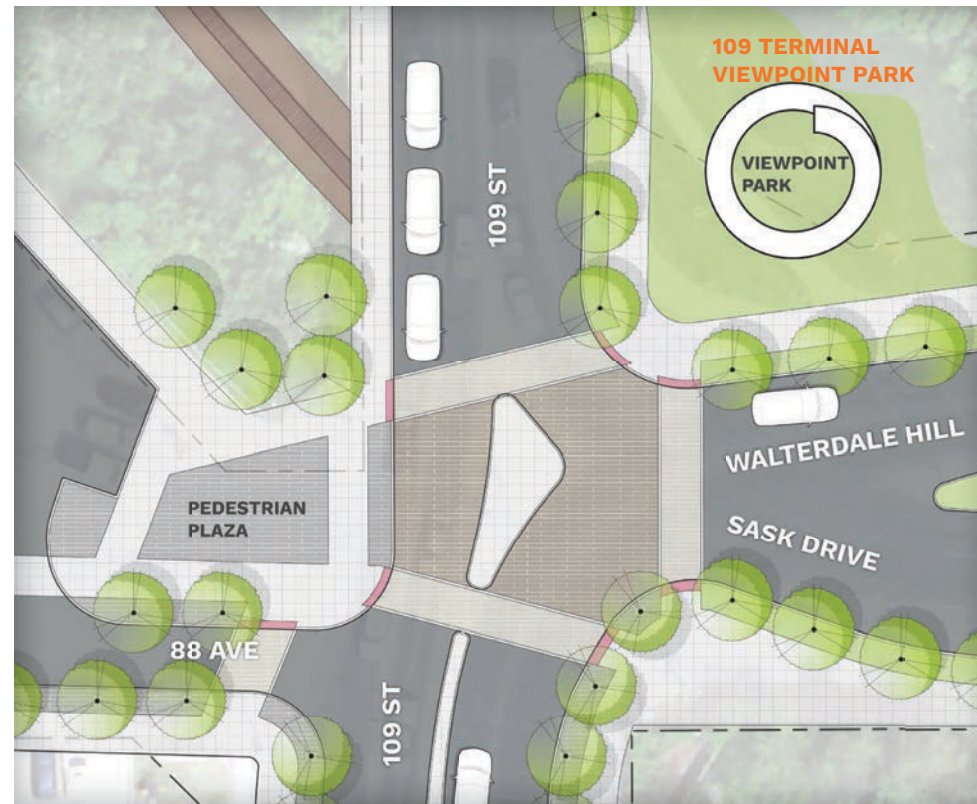 109 TERMINAL
VIEWPOINT PARK
VIEWPOINT
PARK
109 ST
WALTERDALE HILL
SASK DRIVE
PEDESTRIAN
PLAZA
88 AVE
109 ST